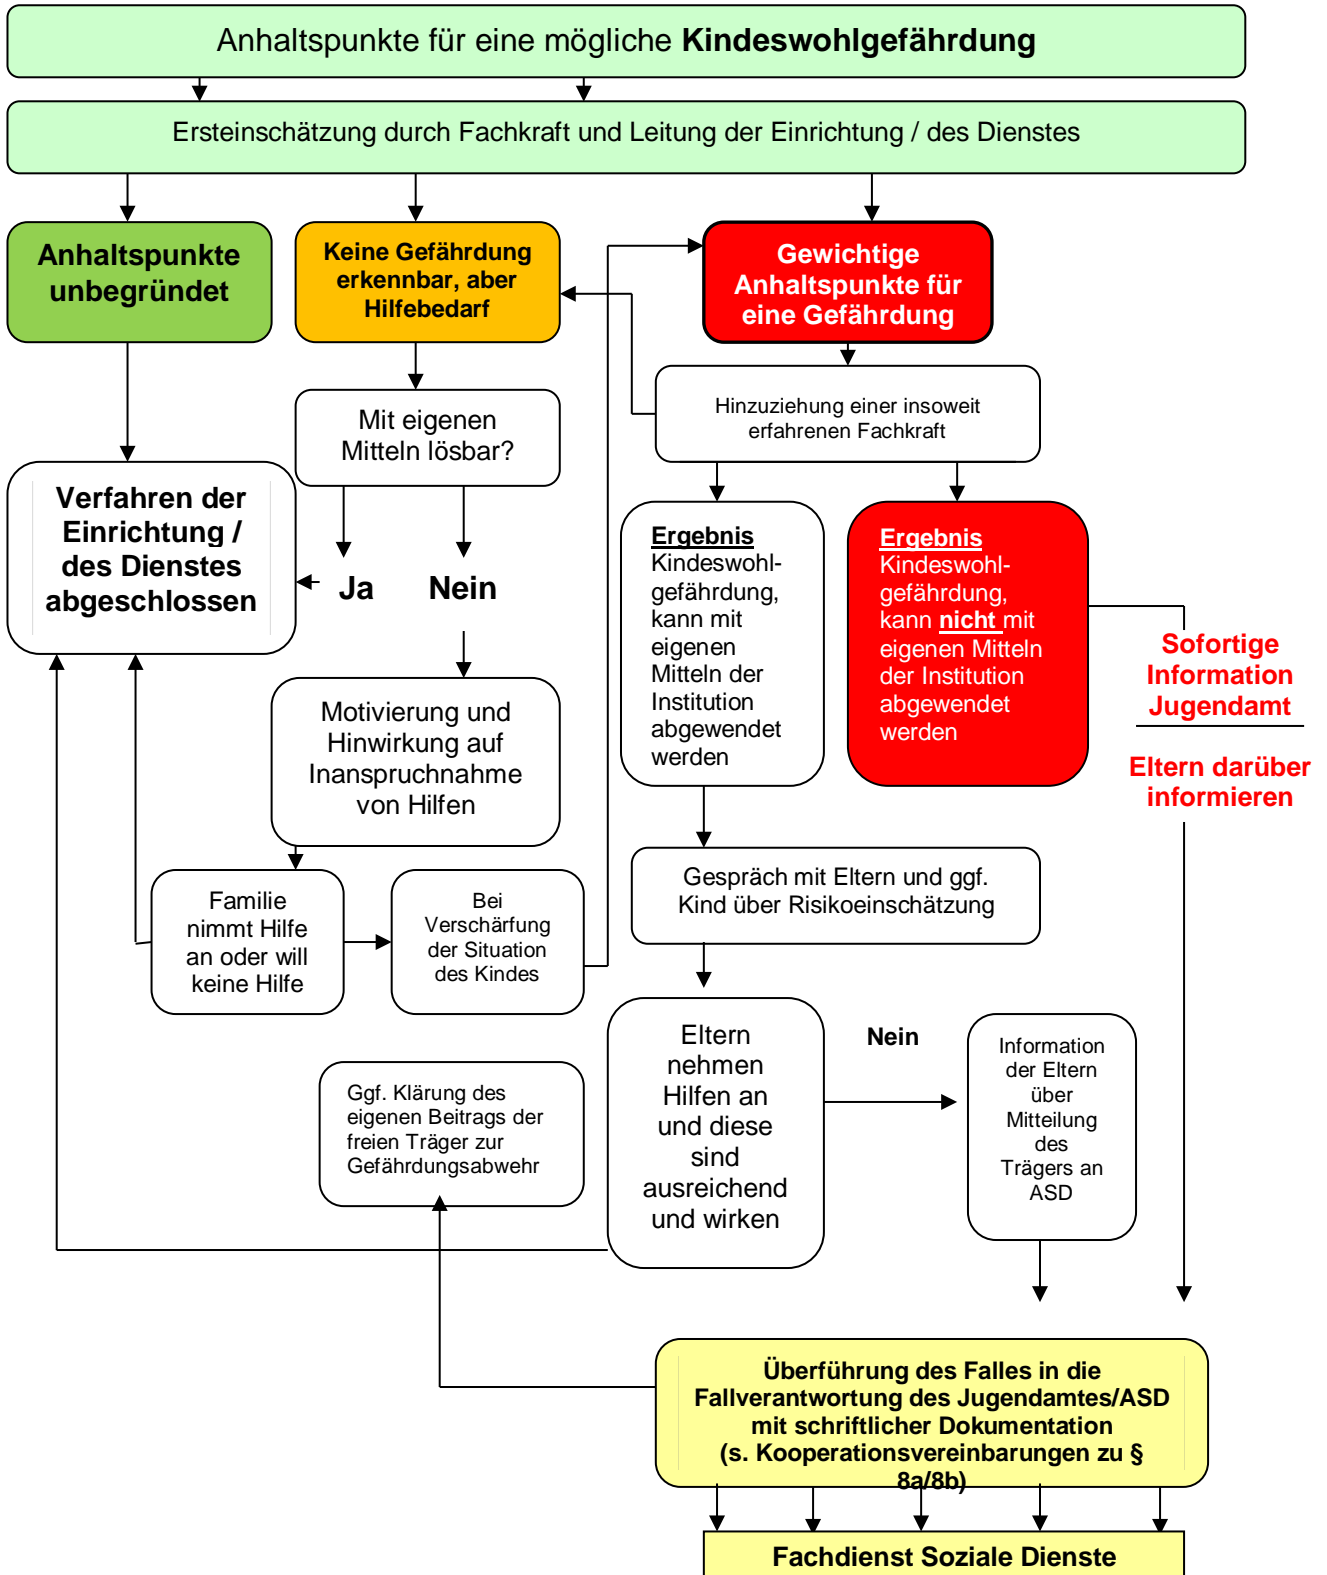 Anhaltspunkte für eine mögliche Kindeswohlgefährdung
Ersteinschätzung durch Fachkraft und Leitung der Einrichtung / des Dienstes
Anhaltspunkte
unbegründet
Keine Gefährdung
erkennbar, aber
Hilfebedarf
Gewichtige
Anhaltspunkte für
eine Gefährdung
Mit eigenen
Mitteln lösbar?
Hinzuziehung einer insoweit
erfahrenen Fachkraft
Verfahren der
Einrichtung /
des Dienstes
abgeschlossen
Ja
Nein
Ergebnis
Kindeswohl-
gefährdung,
kann mit
eigenen
Mitteln der
Institution
abgewendet
werden
Ergebnis
Kindeswohl-
gefährdung,
kann nicht mit
eigenen Mitteln
der Institution
abgewendet
werden
Sofortige
Information
Jugendamt
Eltern darüber
informieren
Motivierung und
Hinwirkung auf
Inanspruchnahme
von Hilfen
Gespräch mit Eltern und ggf.
Kind über Risikoeinschätzung
Familie
nimmt Hilfe
an oder will
keine Hilfe
Bei
Verschärfung
der Situation
des Kindes
Eltern
nehmen
Hilfen an
und diese
sind
ausreichend
und wirken
Nein
Information
der Eltern
über
Mitteilung
des
Trägers an
ASD
Ggf. Klärung des
eigenen Beitrags der
freien Träger zur
Gefährdungsabwehr
Überführung des Falles in die
Fallverantwortung des Jugendamtes/ASD
mit schriftlicher Dokumentation
(s. Kooperationsvereinbarungen zu §
8a/8b)
Fachdienst Soziale Dienste